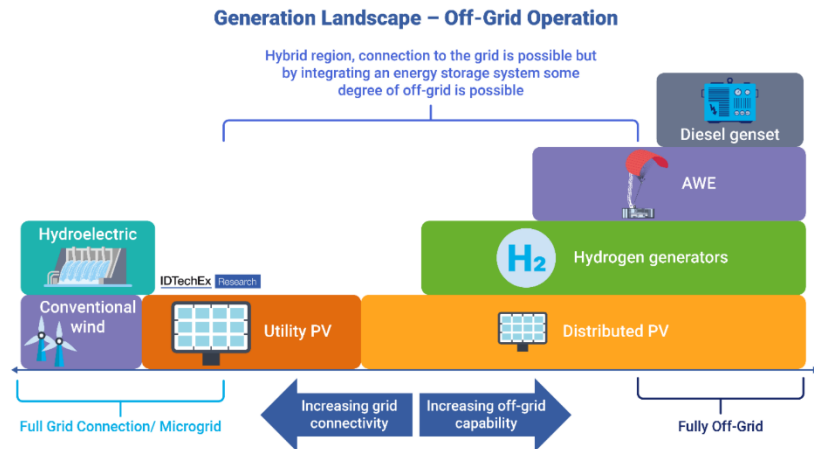 Generation Landscape – Off-Grid Operation
Hybrid region, connection to the grid is possible but
by integrating an energy storage system some
degree of off-grid is possible
Diesel genset
AWE
Hydroelectric
H₂
Hydrogen generators
IDTechEx Research
Conventional
wind
Utility PV
Distributed PV
Full Grid Connection/ Microgrid
Increasing grid
connectivity
Increasing off-grid
capability
Fully Off-Grid